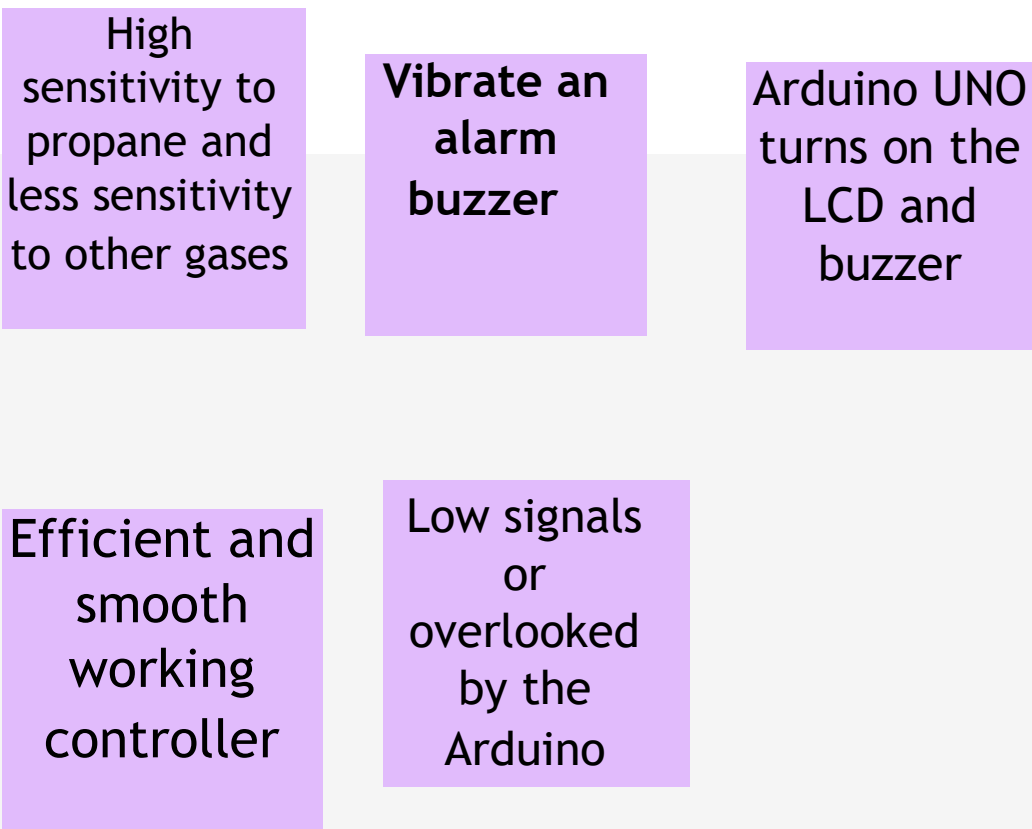 High
sensitivity to
propane and
less sensitivity
to other gases
Vibrate an
alarm
buzzer
Arduino UNO
turns on the
LCD and
buzzer
Efficient and
smooth
working
controller
Low signals
or
overlooked
by the
Arduino